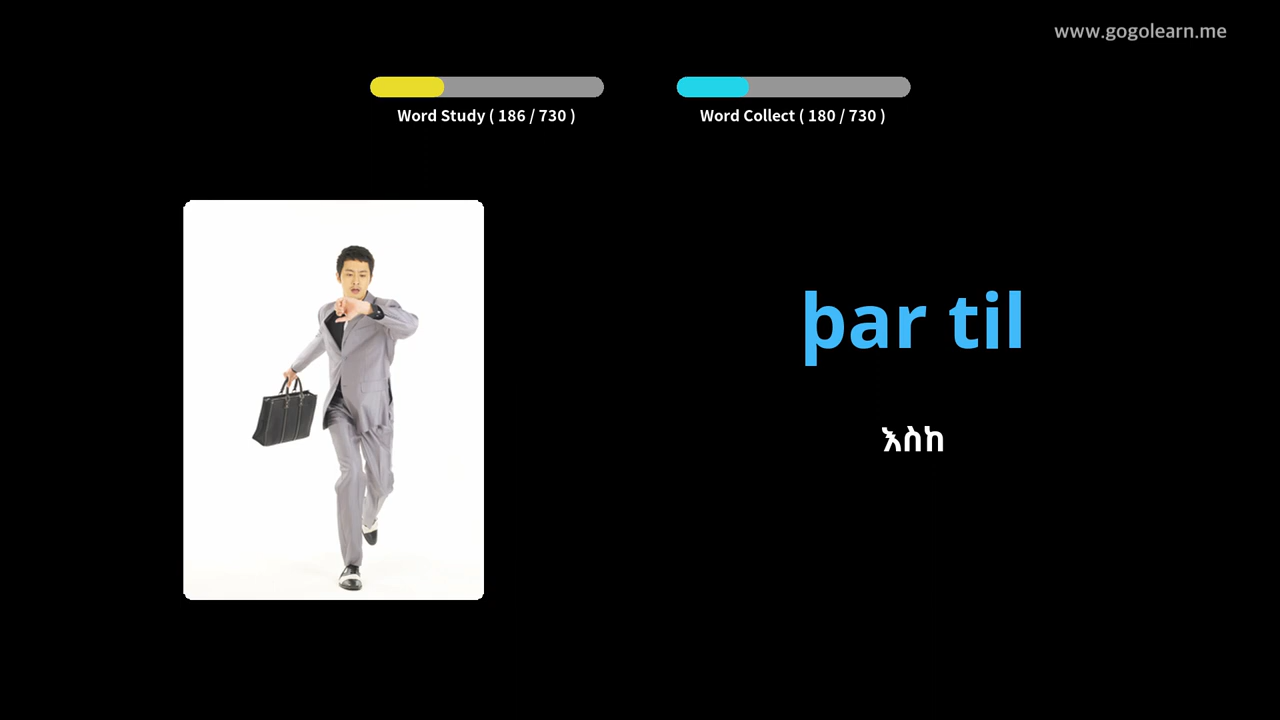 www.gogolearn.me
Word Study ( 186 / 730 )
Word Collect ( 180 / 730 )
þar til
እስከ